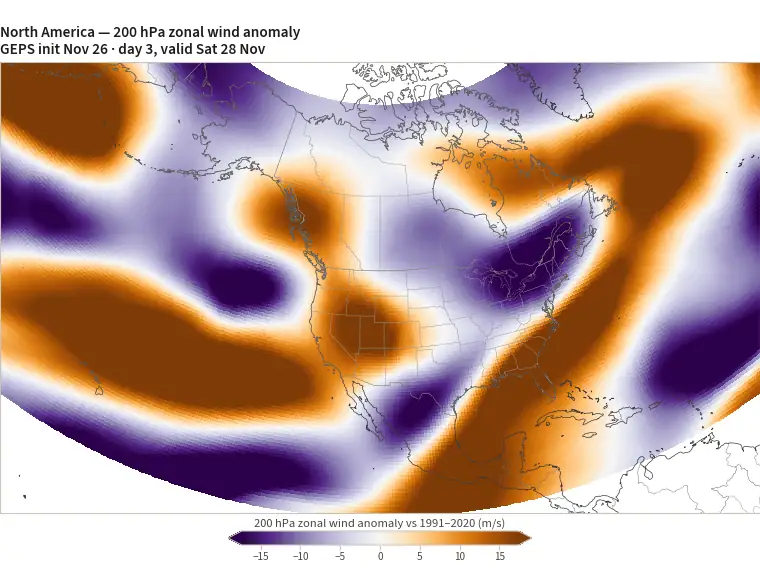 North America — 200 hPa zonal wind anomaly
GEPS init Nov 26 · day 3, valid Sat 28 Nov
200 hPa zonal wind anomaly vs 1991–2020 (m/s)
−15 −10 −5 0 5 10 15